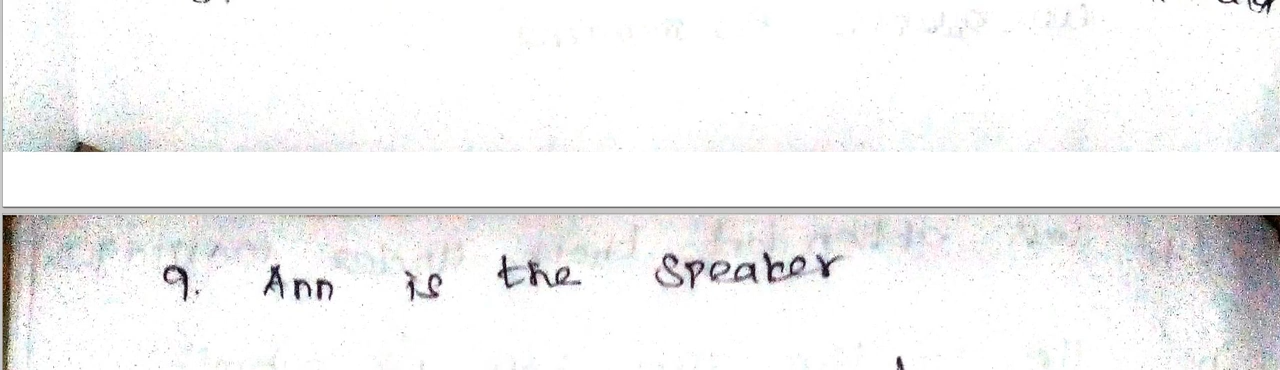 9. Ann is the Speaker